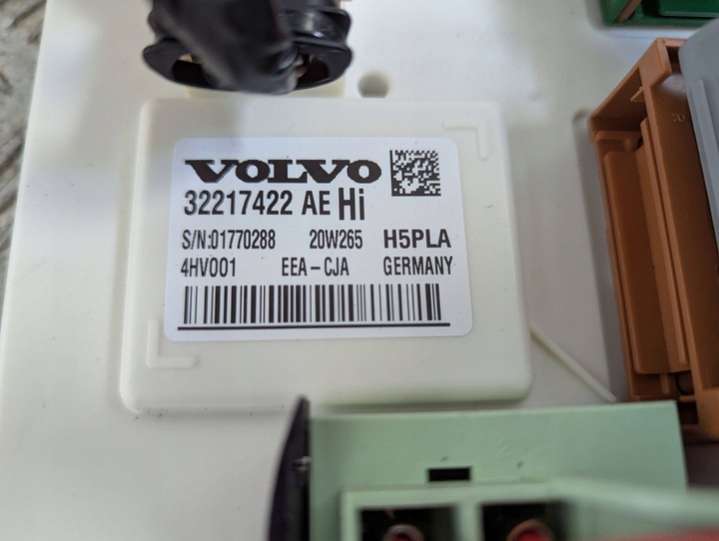 VOLVO
32217422 AE Hi
S/N:01770288 20W265 H5PLA
4HV001 EEA-CJA GERMANY